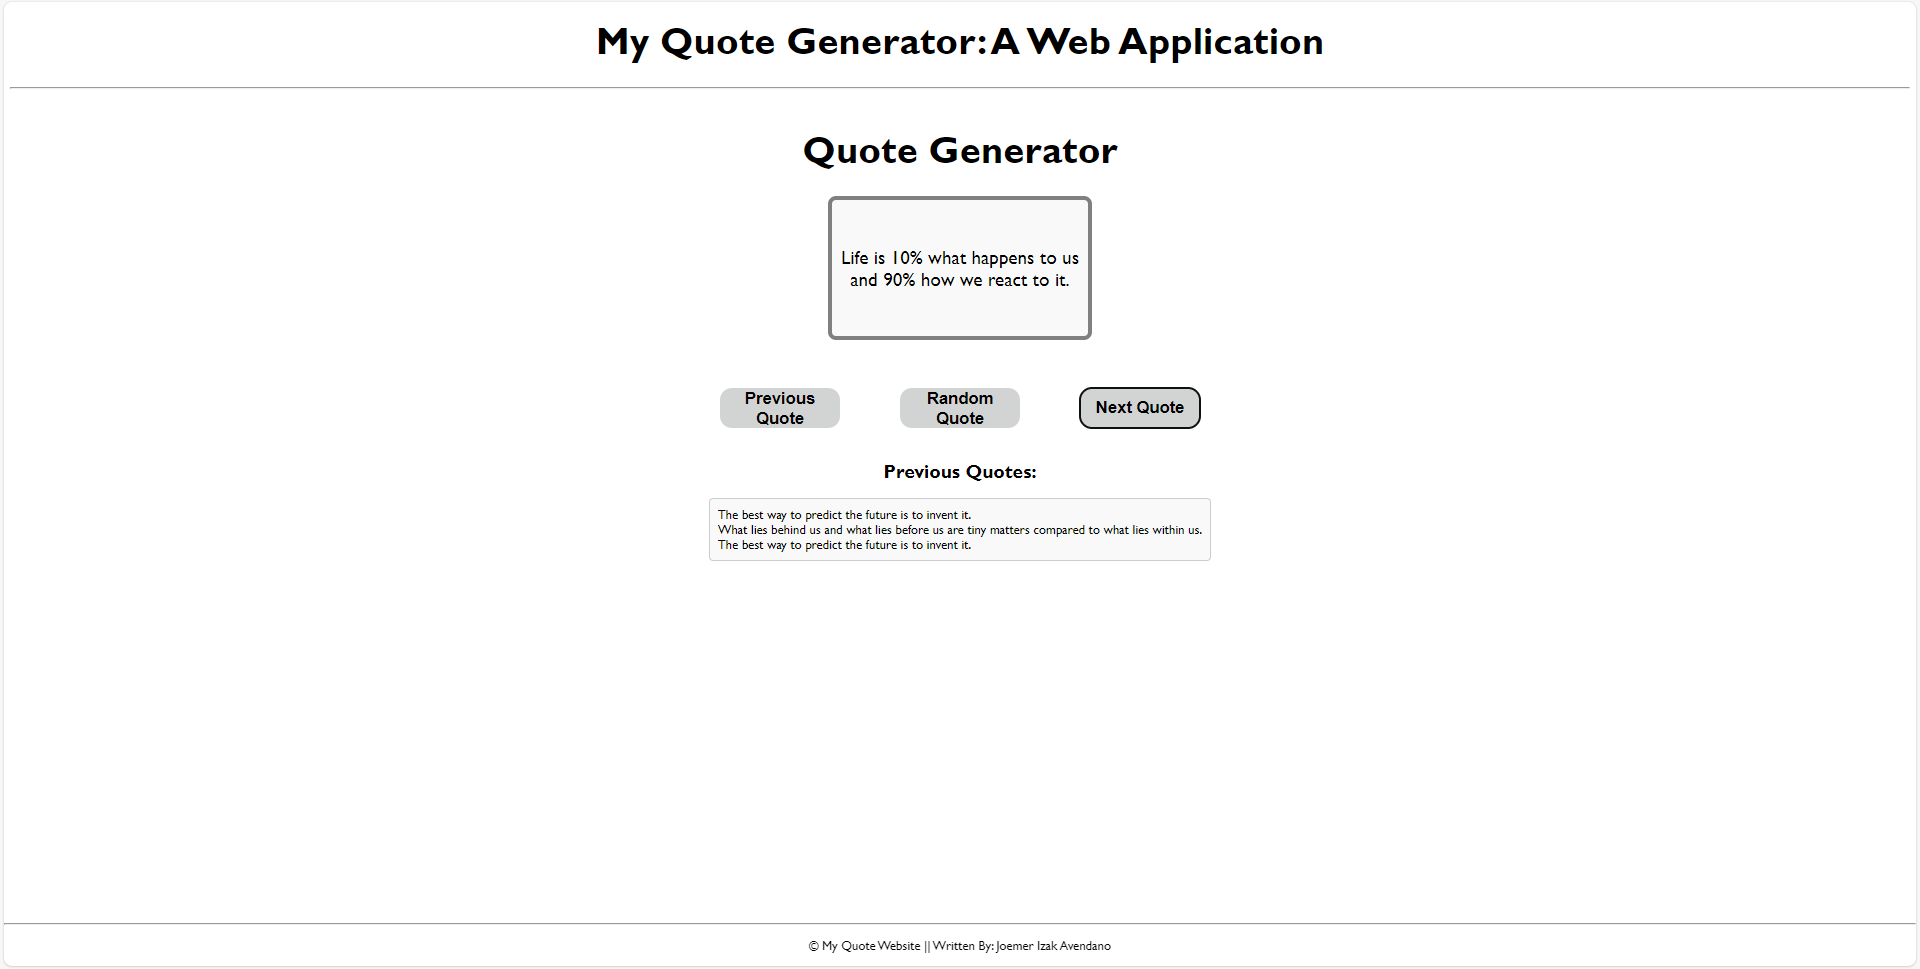 My Quote Generator: A Web Application
Quote Generator
Life is 10% what happens to us
and 90% how we react to it.
Previous
Quote
Random
Quote
Next Quote
Previous Quotes:
The best way to predict the future is to invent it.
What lies behind us and what lies before us are tiny matters compared to what lies within us.
The best way to predict the future is to invent it.
© My Quote Website || Written By: Joemer Izak Avendano